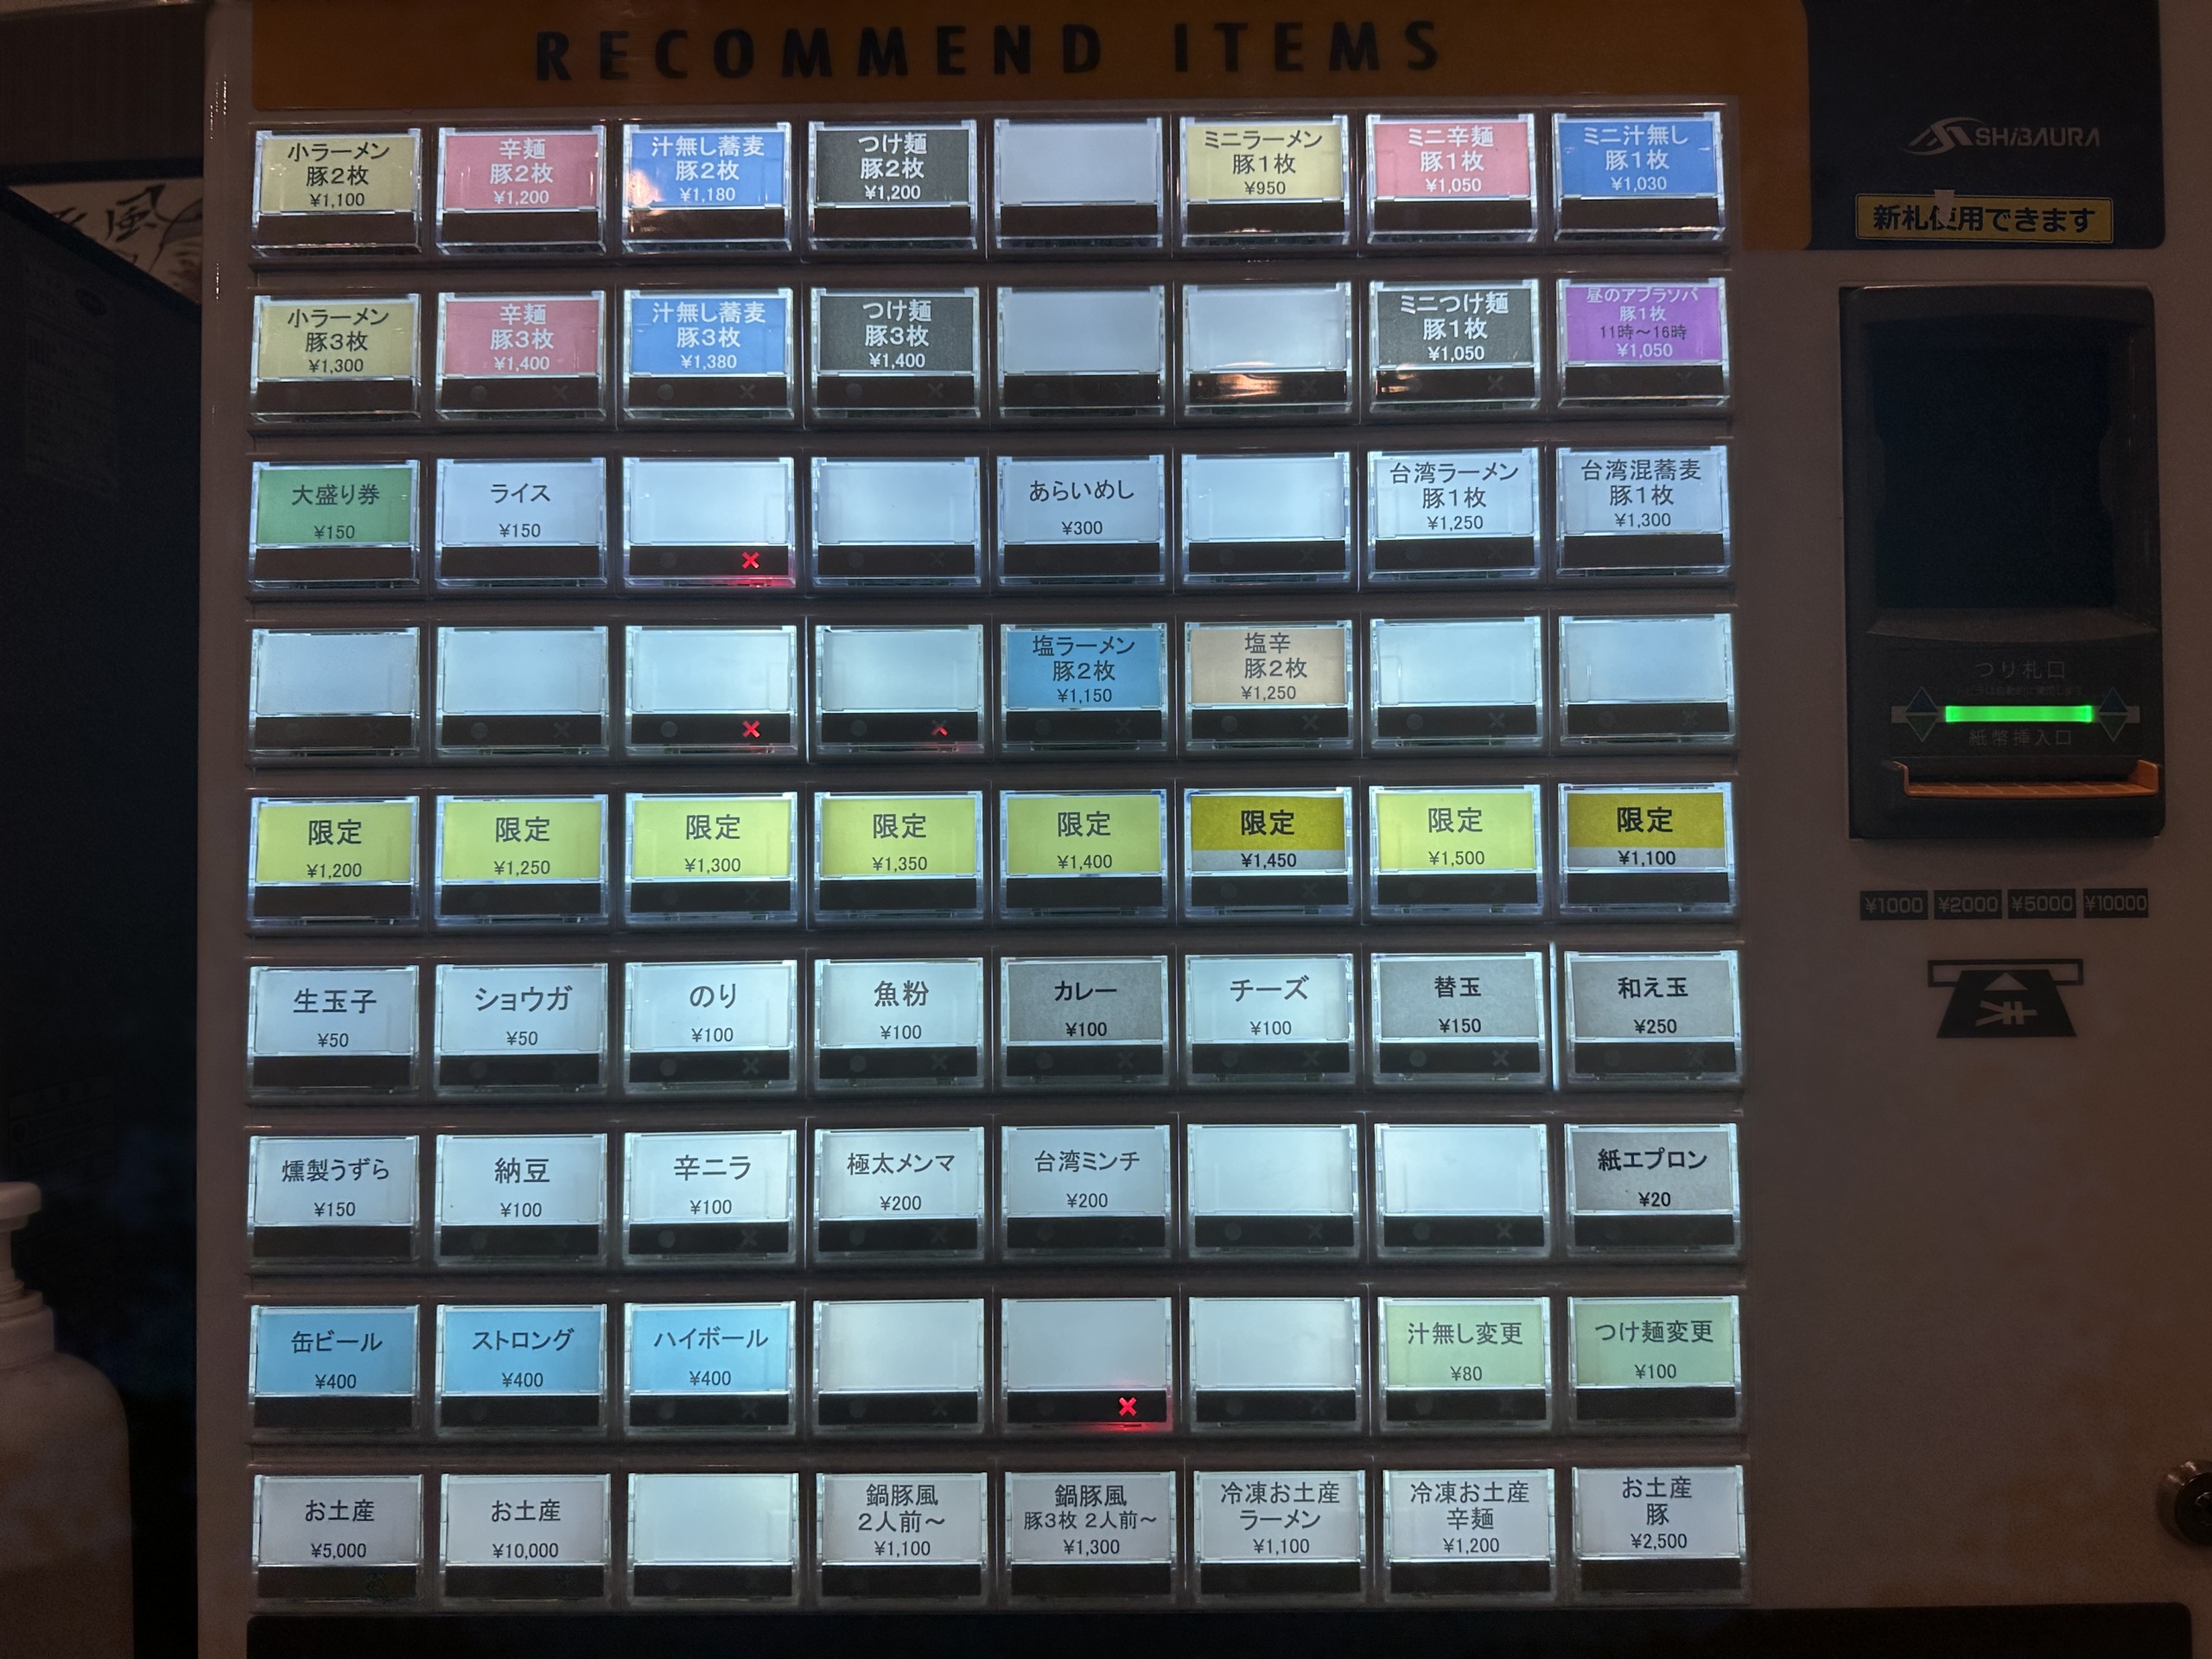 RECOMMEND ITEMS
SHIBAURA
新札使用できます
小ラーメン
豚2枚
¥1,100
辛麺
豚2枚
¥1,200
汁無し蕎麦
豚2枚
¥1,180
つけ麺
豚2枚
¥1,200
ミニラーメン
豚1枚
¥950
ミニ辛麺
豚1枚
¥1,050
ミニ汁無し
豚1枚
¥1,030
小ラーメン
豚3枚
¥1,300
辛麺
豚3枚
¥1,400
汁無し蕎麦
豚3枚
¥1,380
つけ麺
豚3枚
¥1,400
ミニつけ麺
豚1枚
¥1,050
昼のアブラソバ
豚1枚
11時～16時
¥1,050
大盛り券
¥150
ライス
¥150
あらいめし
¥300
台湾ラーメン
豚1枚
¥1,250
台湾混蕎麦
豚1枚
¥1,300
塩ラーメン
豚2枚
¥1,150
塩辛
豚2枚
¥1,250
つり札口
紙幣挿入口
限定
¥1,200
限定
¥1,250
限定
¥1,300
限定
¥1,350
限定
¥1,400
限定
¥1,450
限定
¥1,500
限定
¥1,100
¥1000 ¥2000 ¥5000 ¥10000
生玉子
¥50
ショウガ
¥50
のり
¥100
魚粉
¥100
カレー
¥100
チーズ
¥100
替玉
¥150
和え玉
¥250
¥
燻製うずら
¥150
納豆
¥100
辛ニラ
¥100
極太メンマ
¥200
台湾ミンチ
¥200
紙エプロン
¥20
缶ビール
¥400
ストロング
¥400
ハイボール
¥400
汁無し変更
¥80
つけ麺変更
¥100
お土産
¥5,000
お土産
¥10,000
鍋豚風
2人前～
¥1,100
鍋豚風
豚3枚 2人前～
¥1,300
冷凍お土産
ラーメン
¥1,100
冷凍お土産
辛麺
¥1,200
お土産
豚
¥2,500